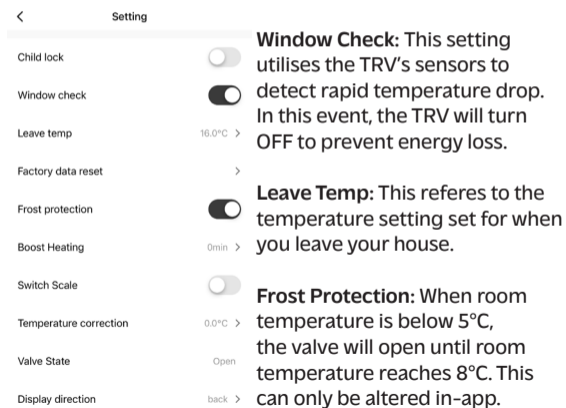 Setting
Child lock
Window check
Leave temp 16.0°C
Factory data reset
Frost protection
Boost Heating 0min
Switch Scale
Temperature correction 0.0°C
Valve State Open
Display direction back
Window Check: This setting
utilises the TRV's sensors to
detect rapid temperature drop.
In this event, the TRV will turn
OFF to prevent energy loss.
Leave Temp: This referes to the
temperature setting set for when
you leave your house.
Frost Protection: When room
temperature is below 5°C,
the valve will open until room
temperature reaches 8°C. This
can only be altered in-app.